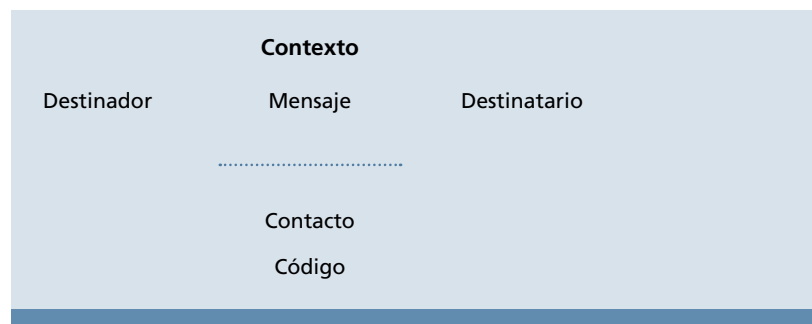 Contexto
Destinador Mensaje Destinatario
Contacto
Código